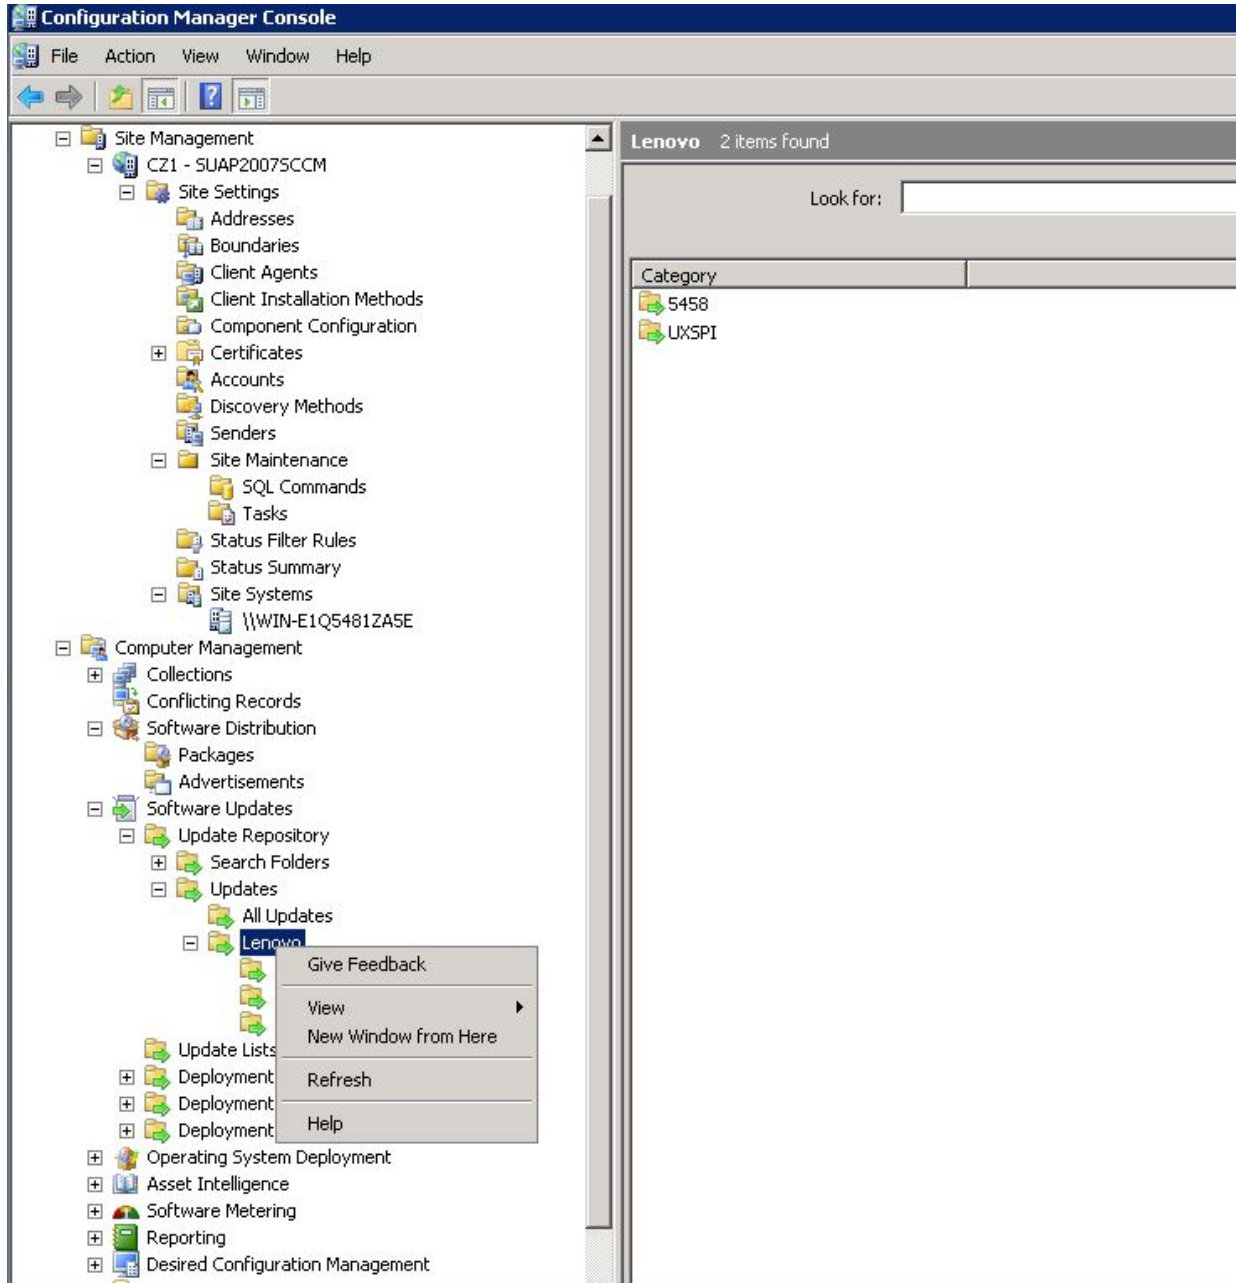 Configuration Manager Console
File Action View Window Help
Site Management
CZ1 - SUAP2007SCCM
Site Settings
Addresses
Boundaries
Client Agents
Client Installation Methods
Component Configuration
Certificates
Accounts
Discovery Methods
Senders
Site Maintenance
SQL Commands
Tasks
Status Filter Rules
Status Summary
Site Systems
\\WIN-E1Q5481ZA5E
Computer Management
Collections
Conflicting Records
Software Distribution
Packages
Advertisements
Software Updates
Update Repository
Search Folders
Updates
All Updates
Lenovo
Update Lists
Deployment
Deployment
Deployment
Operating System Deployment
Asset Intelligence
Software Metering
Reporting
Desired Configuration Management
Give Feedback
View
New Window from Here
Refresh
Help
Lenovo 2 items found
Look for:
Category
5458
UXSPI